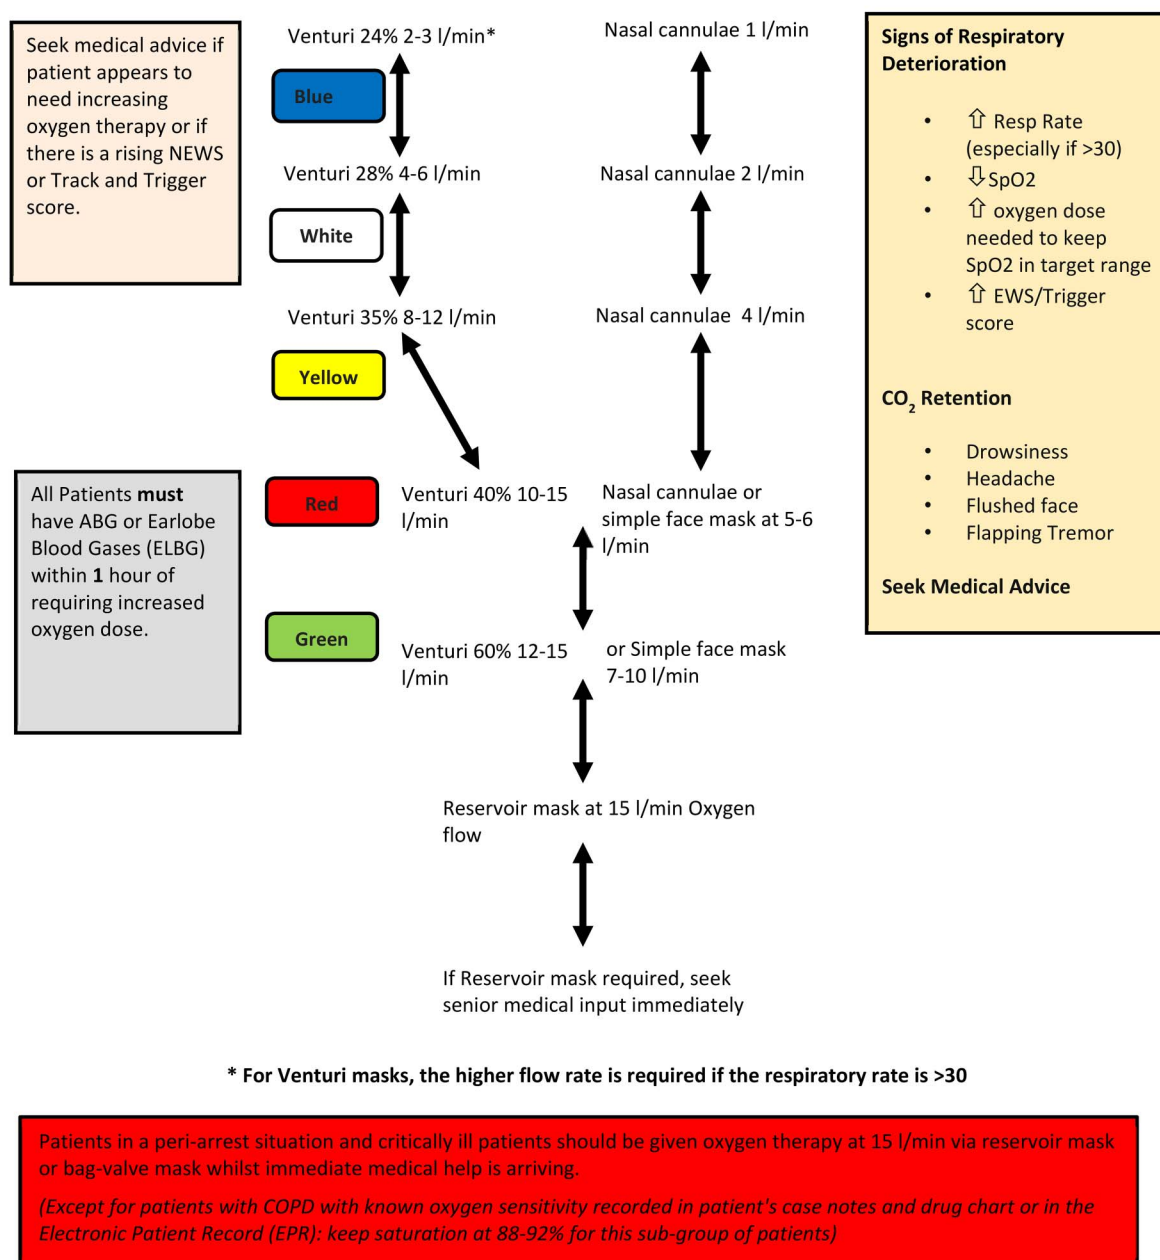 Seek medical advice if
patient appears to
need increasing
oxygen therapy or if
there is a rising NEWS
or Track and Trigger
score.
Venturi 24% 2-3 l/min*
Blue
Venturi 28% 4-6 l/min
White
Venturi 35% 8-12 l/min
Yellow
Nasal cannulae 1 l/min
Nasal cannulae 2 l/min
Nasal cannulae  4 l/min
All Patients must
have ABG or Earlobe
Blood Gases (ELBG)
within 1 hour of
requiring increased
oxygen dose.
Red
Venturi 40% 10-15
l/min
Nasal cannulae or
simple face mask at 5-6
l/min
Green
Venturi 60% 12-15
l/min
or Simple face mask
7-10 l/min
Reservoir mask at 15 l/min Oxygen
flow
If Reservoir mask required, seek
senior medical input immediately
Signs of Respiratory
Deterioration
• ⇧ Resp Rate
(especially if >30)
• ⇩SpO2
• ⇧ oxygen dose
needed to keep
SpO2 in target range
• ⇧ EWS/Trigger
score
CO₂ Retention
• Drowsiness
• Headache
• Flushed face
• Flapping Tremor
Seek Medical Advice
* For Venturi masks, the higher flow rate is required if the respiratory rate is >30
Patients in a peri-arrest situation and critically ill patients should be given oxygen therapy at 15 l/min via reservoir mask
or bag-valve mask whilst immediate medical help is arriving.
(Except for patients with COPD with known oxygen sensitivity recorded in patient's case notes and drug chart or in the
Electronic Patient Record (EPR): keep saturation at 88-92% for this sub-group of patients)